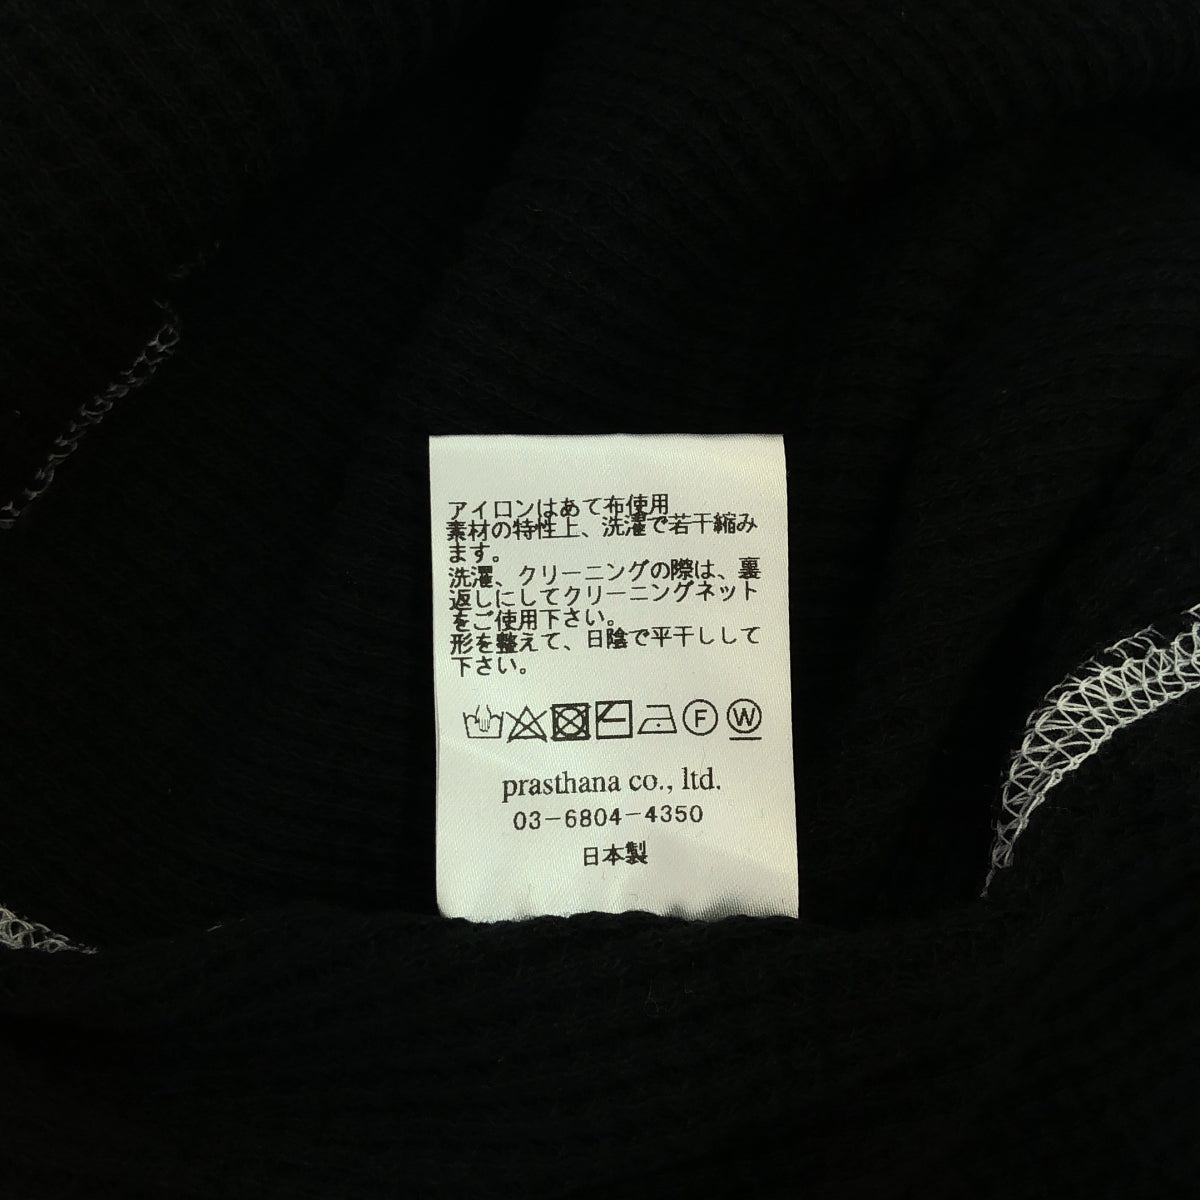 アイロンはあて布使用
素材の特性上、洗濯で若干縮み
ます。
洗濯、クリーニングの際は、裏
返しにしてクリーニングネット
をご使用下さい。
形を整えて、日陰で平干しして
下さい。
F W
prasthana co., ltd.
03-6804-4350
日本製